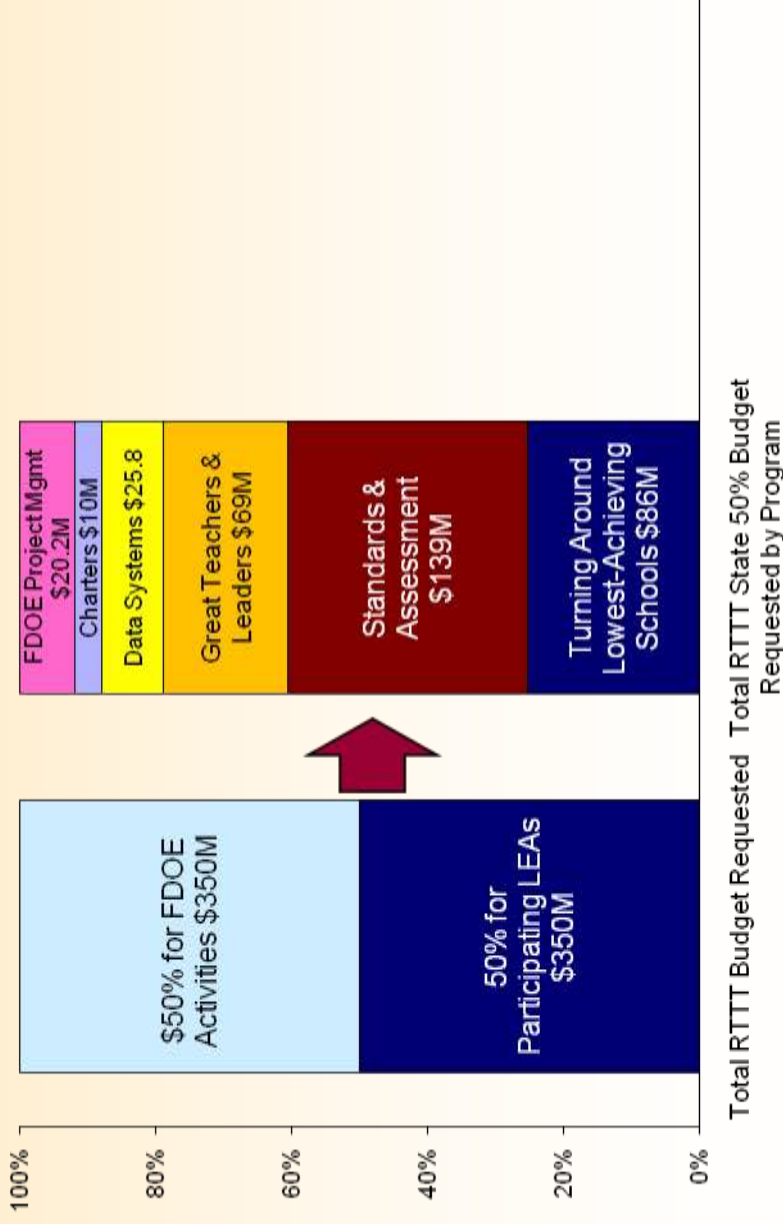 100%
80%
60%
40%
20%
0%
$50% for FDOE
Activities $350M
50% for
Participating LEAs
$350M
FDOE Project Mgmt
$20.2M
Charters $10M
Data Systems $25.8
Great Teachers &
Leaders $69M
Standards &
Assessment
$139M
Turning Around
Lowest-Achieving
Schools $86M
Total RTTT Budget Requested
Total RTTT State 50% Budget
Requested by Program